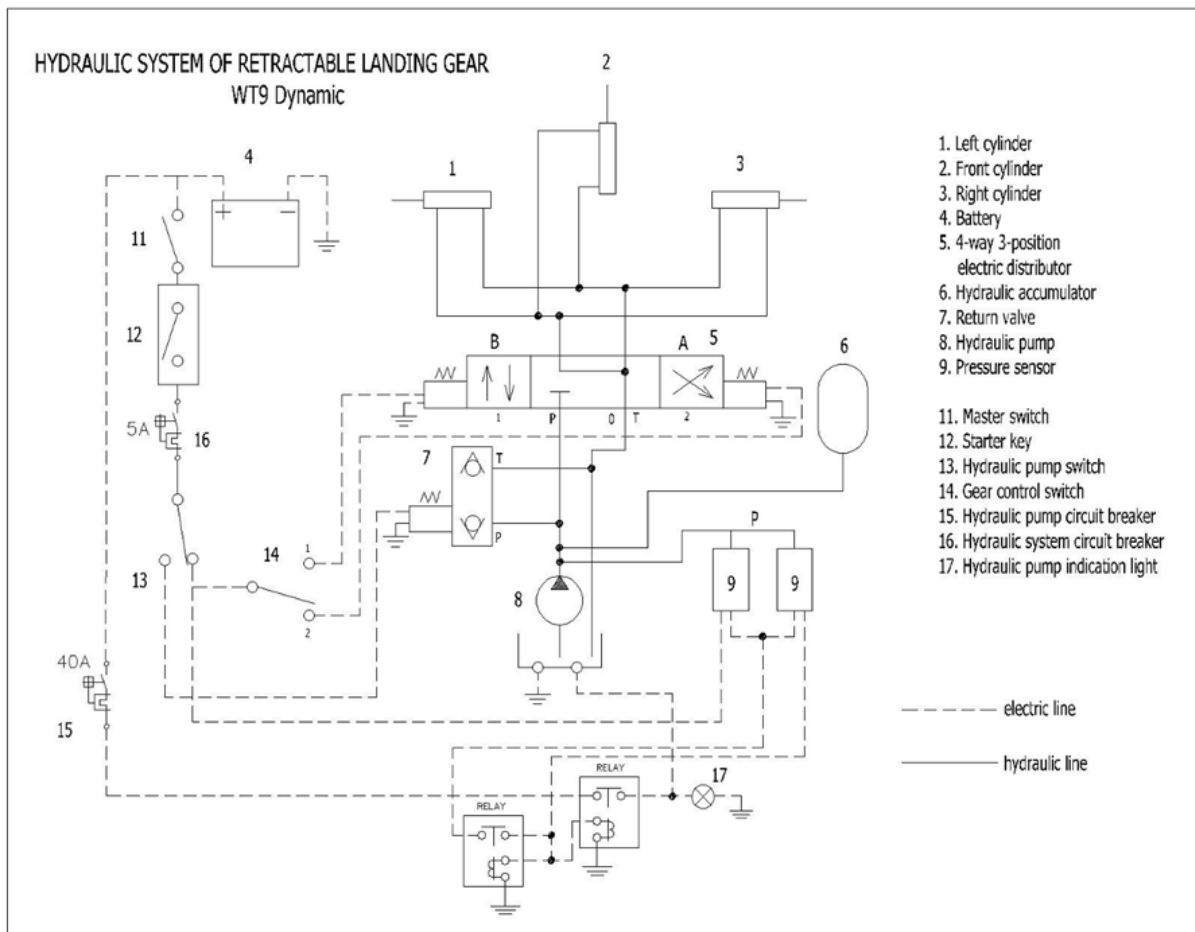 HYDRAULIC SYSTEM OF RETRACTABLE LANDING GEAR
WT9 Dynamic
2
4
1
3
+
−
11
12
5A
16
B
A
5
1
P
0
T
2
6
7
T
P
P
13
14
1
2
8
9
9
40A
15
RELAY
RELAY
17
1. Left cylinder
2. Front cylinder
3. Right cylinder
4. Battery
5. 4-way 3-position
electric distributor
6. Hydraulic accumulator
7. Return valve
8. Hydraulic pump
9. Pressure sensor
11. Master switch
12. Starter key
13. Hydraulic pump switch
14. Gear control switch
15. Hydraulic pump circuit breaker
16. Hydraulic system circuit breaker
17. Hydraulic pump indication light
electric line
hydraulic line